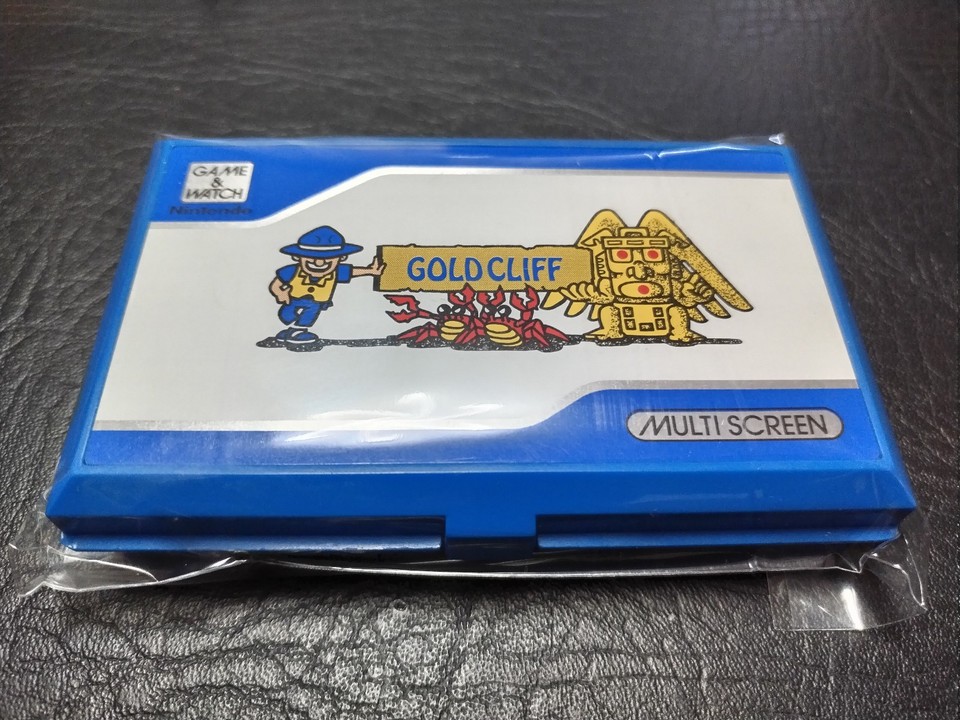 GAME
&
WATCH
Nintendo
GOLD CLIFF
MULTI SCREEN